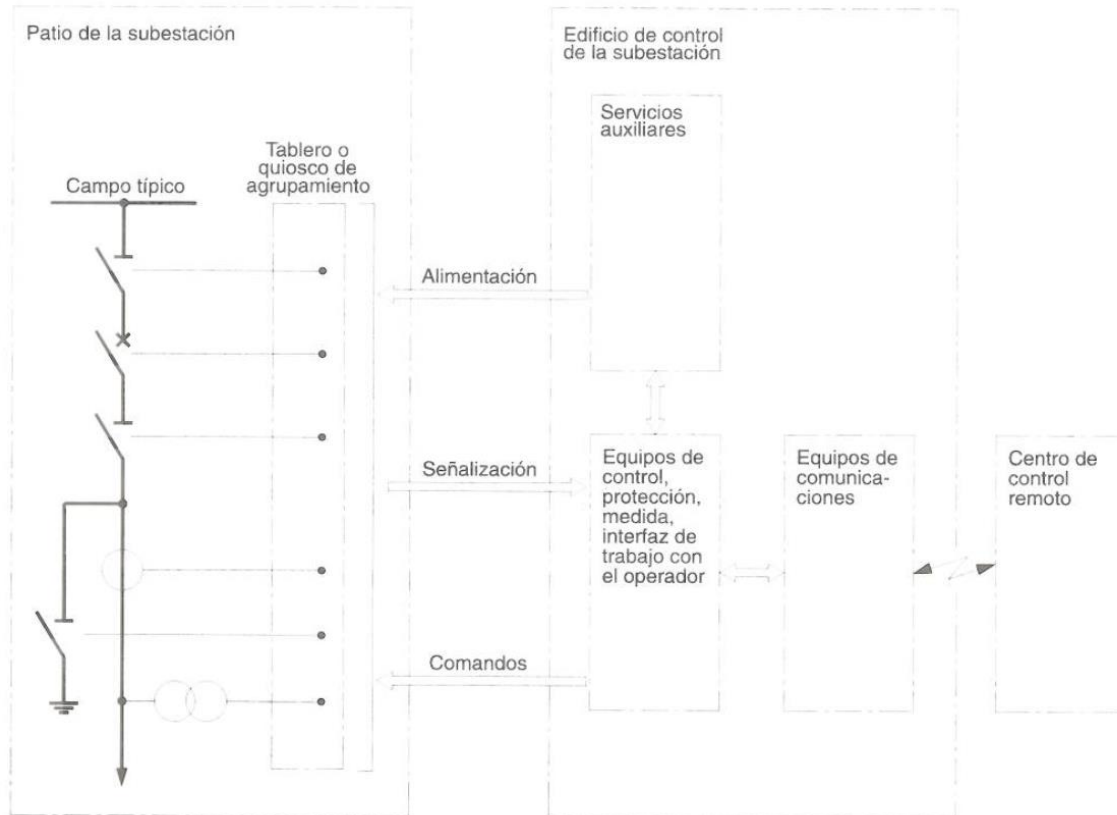 Patio de la subestación
Edificio de control
de la subestación
Servicios
auxiliares
Tablero o
quiosco de
agrupamiento
Campo típico
Alimentación
Señalización
Equipos de
control,
protección,
medida,
interfaz de
trabajo con
el operador
Equipos de
comunica-
ciones
Centro de
control
remoto
Comandos